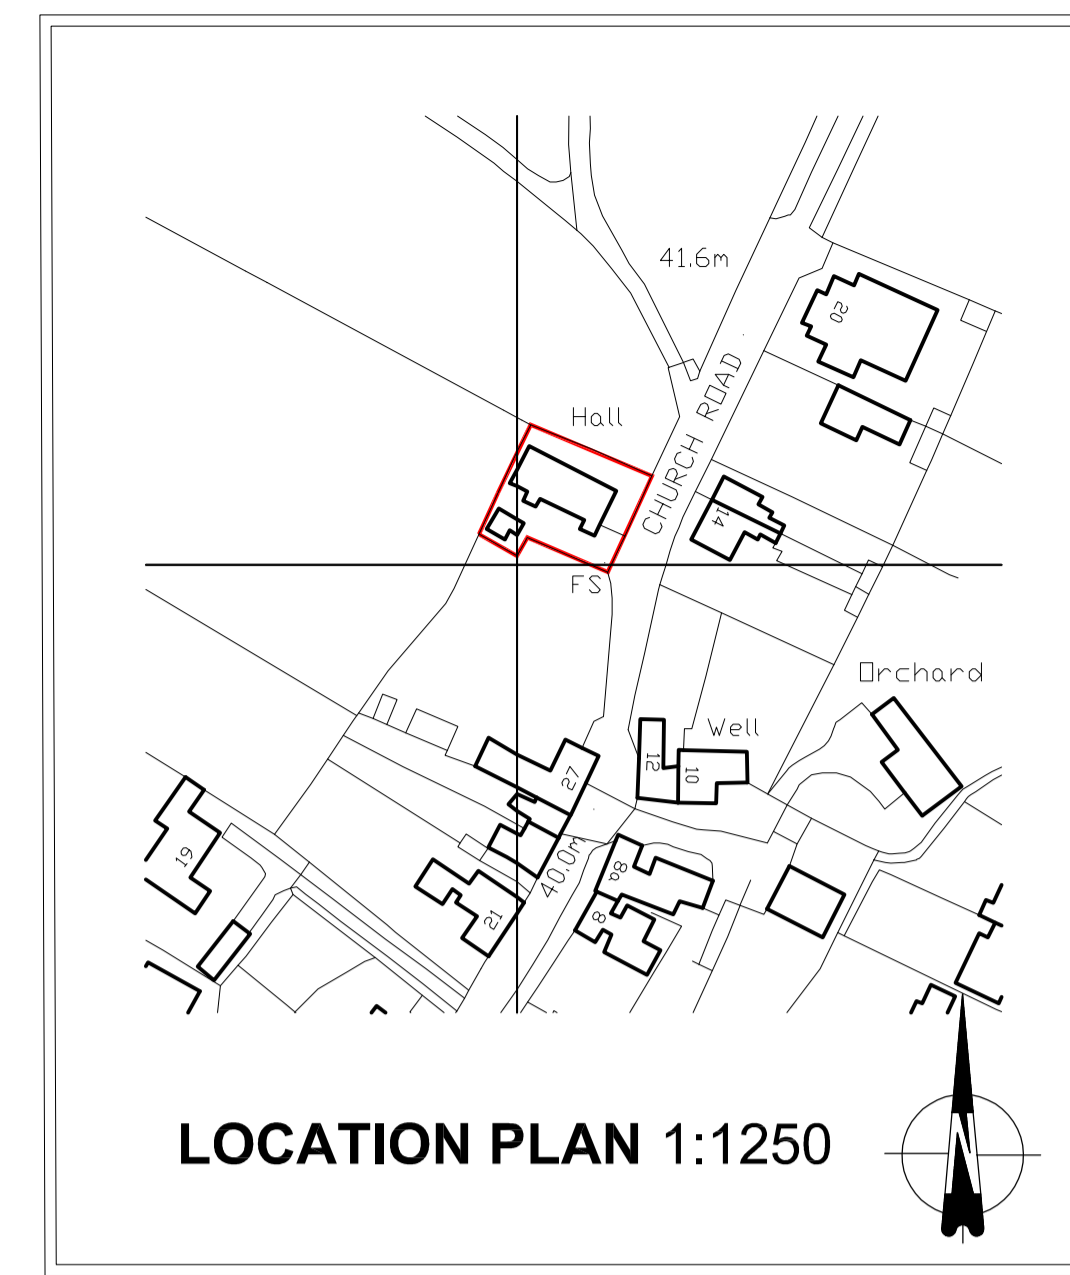 41.6m
20
Hall
CHURCH ROAD
14
FS
Orchard
Well
12
10
27
19
40.0m
8a
21
8
LOCATION PLAN 1:1250
N